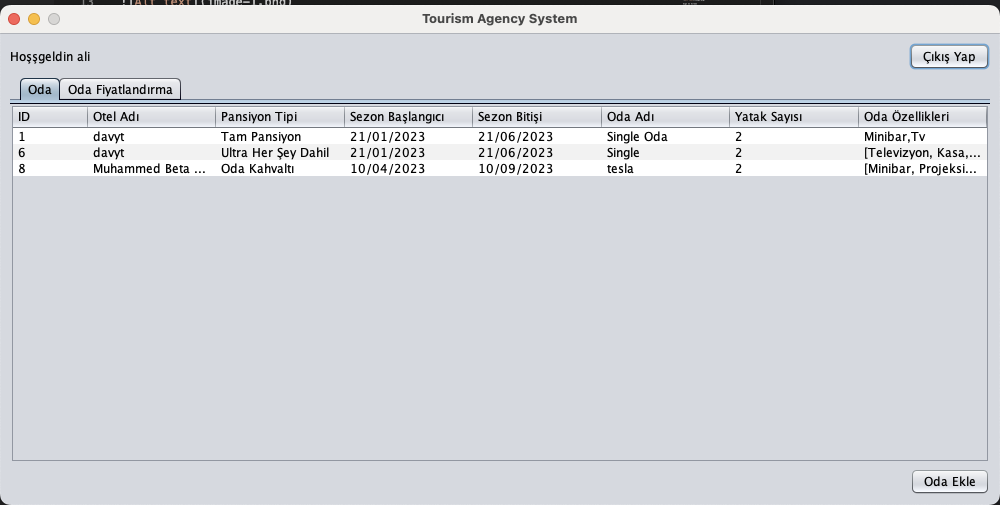 Tourism Agency System
Hoşşgeldin ali
Çıkış Yap
Oda Oda Fiyatlandırma
ID Otel Adı Pansiyon Tipi Sezon Başlangıcı Sezon Bitişi Oda Adı Yatak Sayısı Oda Özellikleri
1 davyt Tam Pansiyon 21/01/2023 21/06/2023 Single Oda 2 Minibar,Tv
6 davyt Ultra Her Şey Dahil 21/01/2023 21/06/2023 Single 2 [Televizyon, Kasa,...
8 Muhammed Beta ... Oda Kahvaltı 10/04/2023 10/09/2023 tesla 2 [Minibar, Projeksi...
Oda Ekle